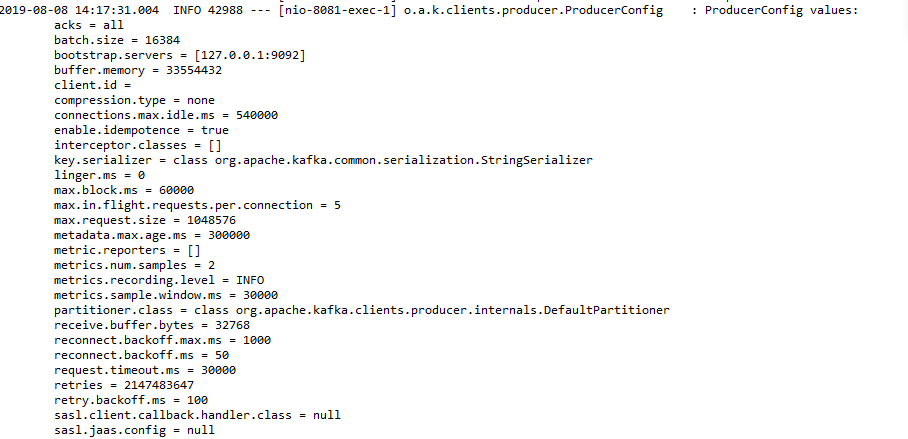 2019-08-08 14:17:31.004  INFO 42988 --- [nio-8081-exec-1] o.a.k.clients.producer.ProducerConfig    : ProducerConfig values:
acks = all
batch.size = 16384
bootstrap.servers = [127.0.0.1:9092]
buffer.memory = 33554432
client.id =
compression.type = none
connections.max.idle.ms = 540000
enable.idempotence = true
interceptor.classes = []
key.serializer = class org.apache.kafka.common.serialization.StringSerializer
linger.ms = 0
max.block.ms = 60000
max.in.flight.requests.per.connection = 5
max.request.size = 1048576
metadata.max.age.ms = 300000
metric.reporters = []
metrics.num.samples = 2
metrics.recording.level = INFO
metrics.sample.window.ms = 30000
partitioner.class = class org.apache.kafka.clients.producer.internals.DefaultPartitioner
receive.buffer.bytes = 32768
reconnect.backoff.max.ms = 1000
reconnect.backoff.ms = 50
request.timeout.ms = 30000
retries = 2147483647
retry.backoff.ms = 100
sasl.client.callback.handler.class = null
sasl.jaas.config = null